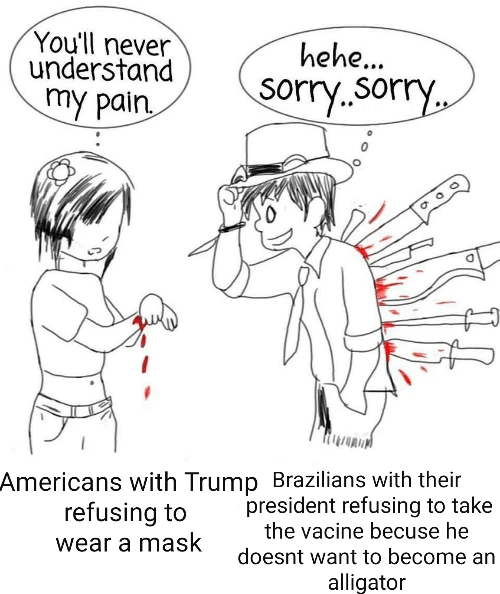 You'll never
understand
my pain.
hehe...
sorry..sorry..
Americans with Trump
refusing to
wear a mask
Brazilians with their
president refusing to take
the vacine becuse he
doesnt want to become an
alligator